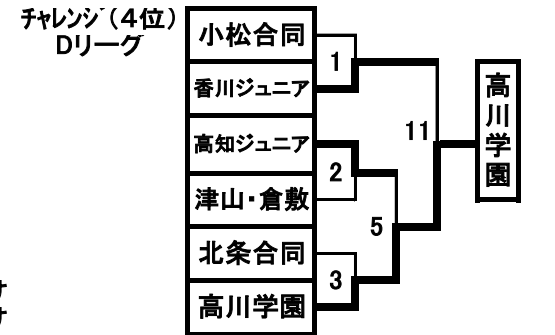 チャレンジ(4位)
Dリーグ
小松合同
香川ジュニア
高知ジュニア
津山・倉敷
北条合同
高川学園
1
2
3
5
11
高川学園